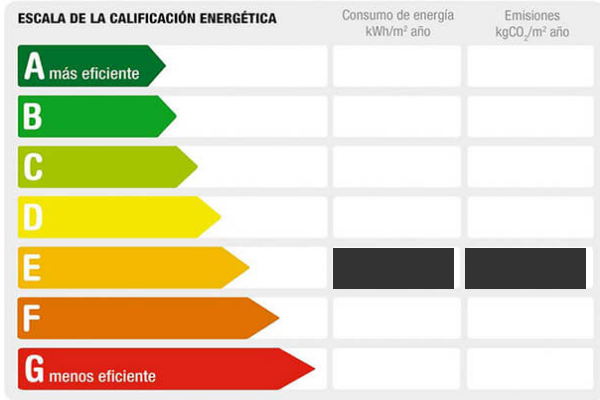 ESCALA DE LA CALIFICACIÓN ENERGÉTICA
Consumo de energía
kWh/m² año
Emisiones
kgCO₂/m² año
A más eficiente
B
C
D
E
F
G menos eficiente